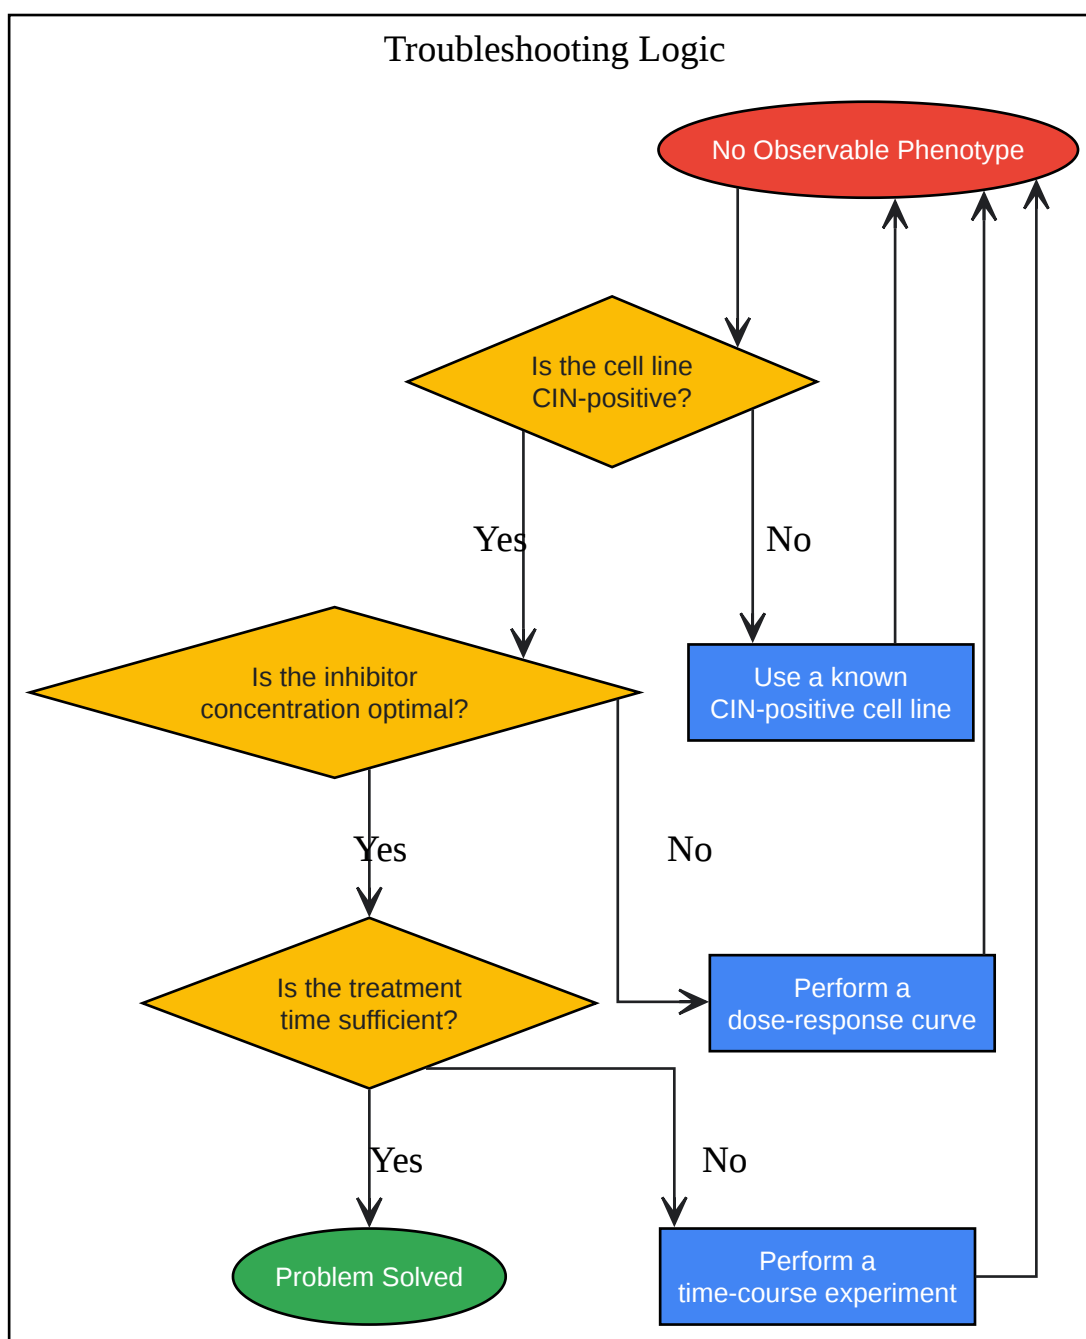 Troubleshooting Logic
No Observable Phenotype
Is the cell line
CIN-positive?
Yes
No
Is the inhibitor
concentration optimal?
Use a known
CIN-positive cell line
Yes
No
Is the treatment
time sufficient?
Perform a
dose-response curve
Yes
No
Problem Solved
Perform a
time-course experiment